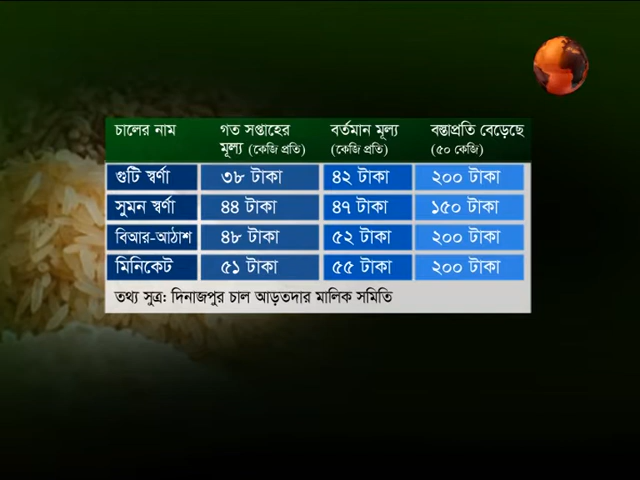 চালের নাম গত সপ্তাহের মূল্য (কেজি প্রতি) বর্তমান মূল্য (কেজি প্রতি) বস্তাপ্রতি বেড়েছে (৫০ কেজি)
গুটি স্বর্ণা ৩৮ টাকা ৪২ টাকা ২০০ টাকা
সুমন স্বর্ণা ৪৪ টাকা ৪৭ টাকা ১৫০ টাকা
বিআর-আঠাশ ৪৮ টাকা ৫২ টাকা ২০০ টাকা
মিনিকেট ৫১ টাকা ৫৫ টাকা ২০০ টাকা
তথ্য সুত্র: দিনাজপুর চাল আড়তদার মালিক সমিতি